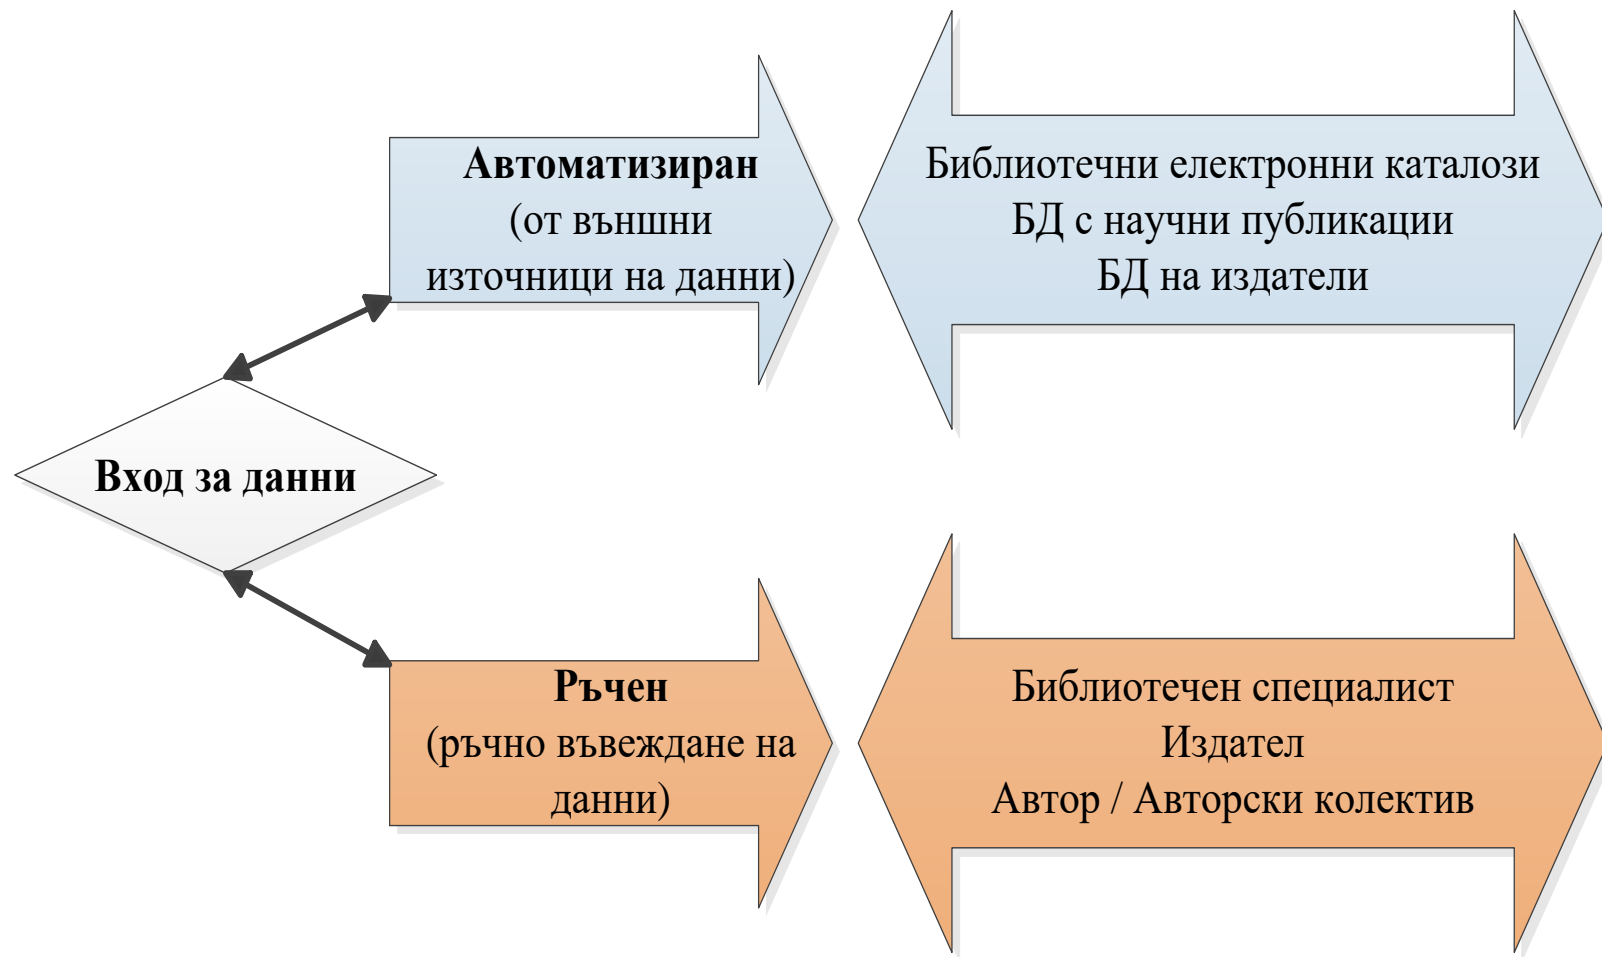 Автоматизиран
(от външни
източници на данни)
Библиотечни електронни каталози
БД с научни публикации
БД на издатели
Вход за данни
Ръчен
(ръчно въвеждане на
данни)
Библиотечен специалист
Издател
Автор / Авторски колектив